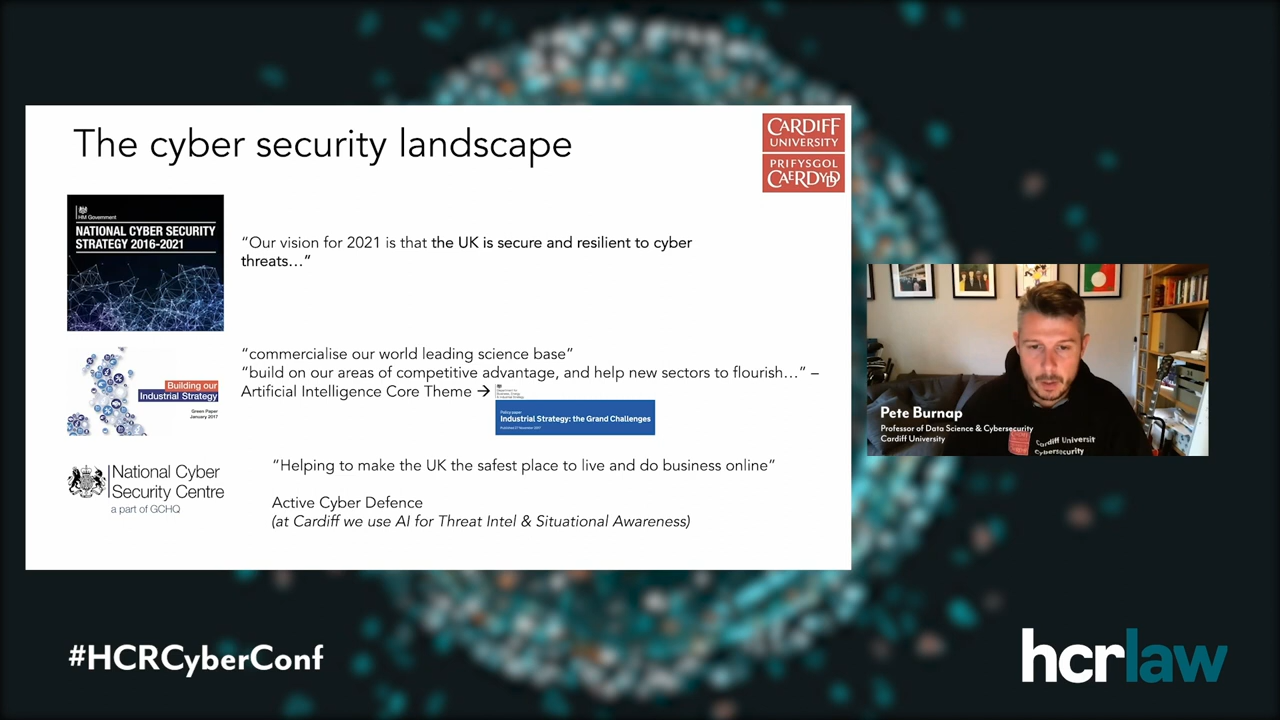 The cyber security landscape
CARDIFF
UNIVERSITY
PRIFYSGOL
CAERDYDD
HM Government
NATIONAL CYBER SECURITY
STRATEGY 2016-2021
“Our vision for 2021 is that the UK is secure and resilient to cyber
threats…”
Building our
Industrial Strategy
Green Paper
January 2017
“commercialise our world leading science base”
“build on our areas of competitive advantage, and help new sectors to flourish…” –
Artificial Intelligence Core Theme →
Policy paper
Industrial Strategy: the Grand Challenges
National Cyber
Security Centre
a part of GCHQ
“Helping to make the UK the safest place to live and do business online”
Active Cyber Defence
(at Cardiff we use AI for Threat Intel & Situational Awareness)
Pete Burnap
Professor of Data Science & Cybersecurity
Cardiff University
Cardiff Universit
Cybersecurity
#HCRCyberConf
hcrlaw